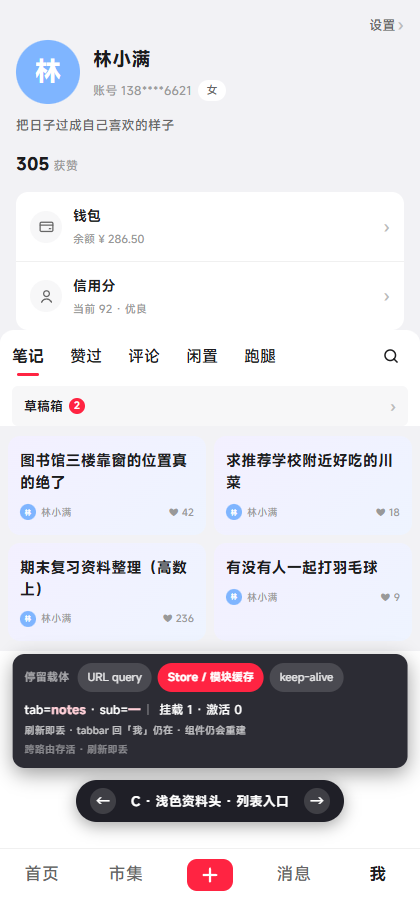 设置 ›
林
林小满
账号 138****6621 女
把日子过成自己喜欢的样子
305 获赞
钱包
余额 ¥ 286.50
信用分
当前 92 · 优良
笔记 赞过 评论 闲置 跑腿
草稿箱 2
图书馆三楼靠窗的位置真
的绝了
林 林小满 42
求推荐学校附近好吃的川
菜
林 林小满 18
期末复习资料整理（高数
上）
林 林小满 236
有没有人一起打羽毛球
林 林小满 9
停留载体 URL query Store / 模块缓存 keep-alive
tab=notes · sub=— | 挂载 1 · 激活 0
刷新即丢 · tabbar 回「我」仍在 · 组件仍会重建
跨路由存活 · 刷新即丢
← C · 浅色资料头 · 列表入口 →
首页 市集 + 消息 我